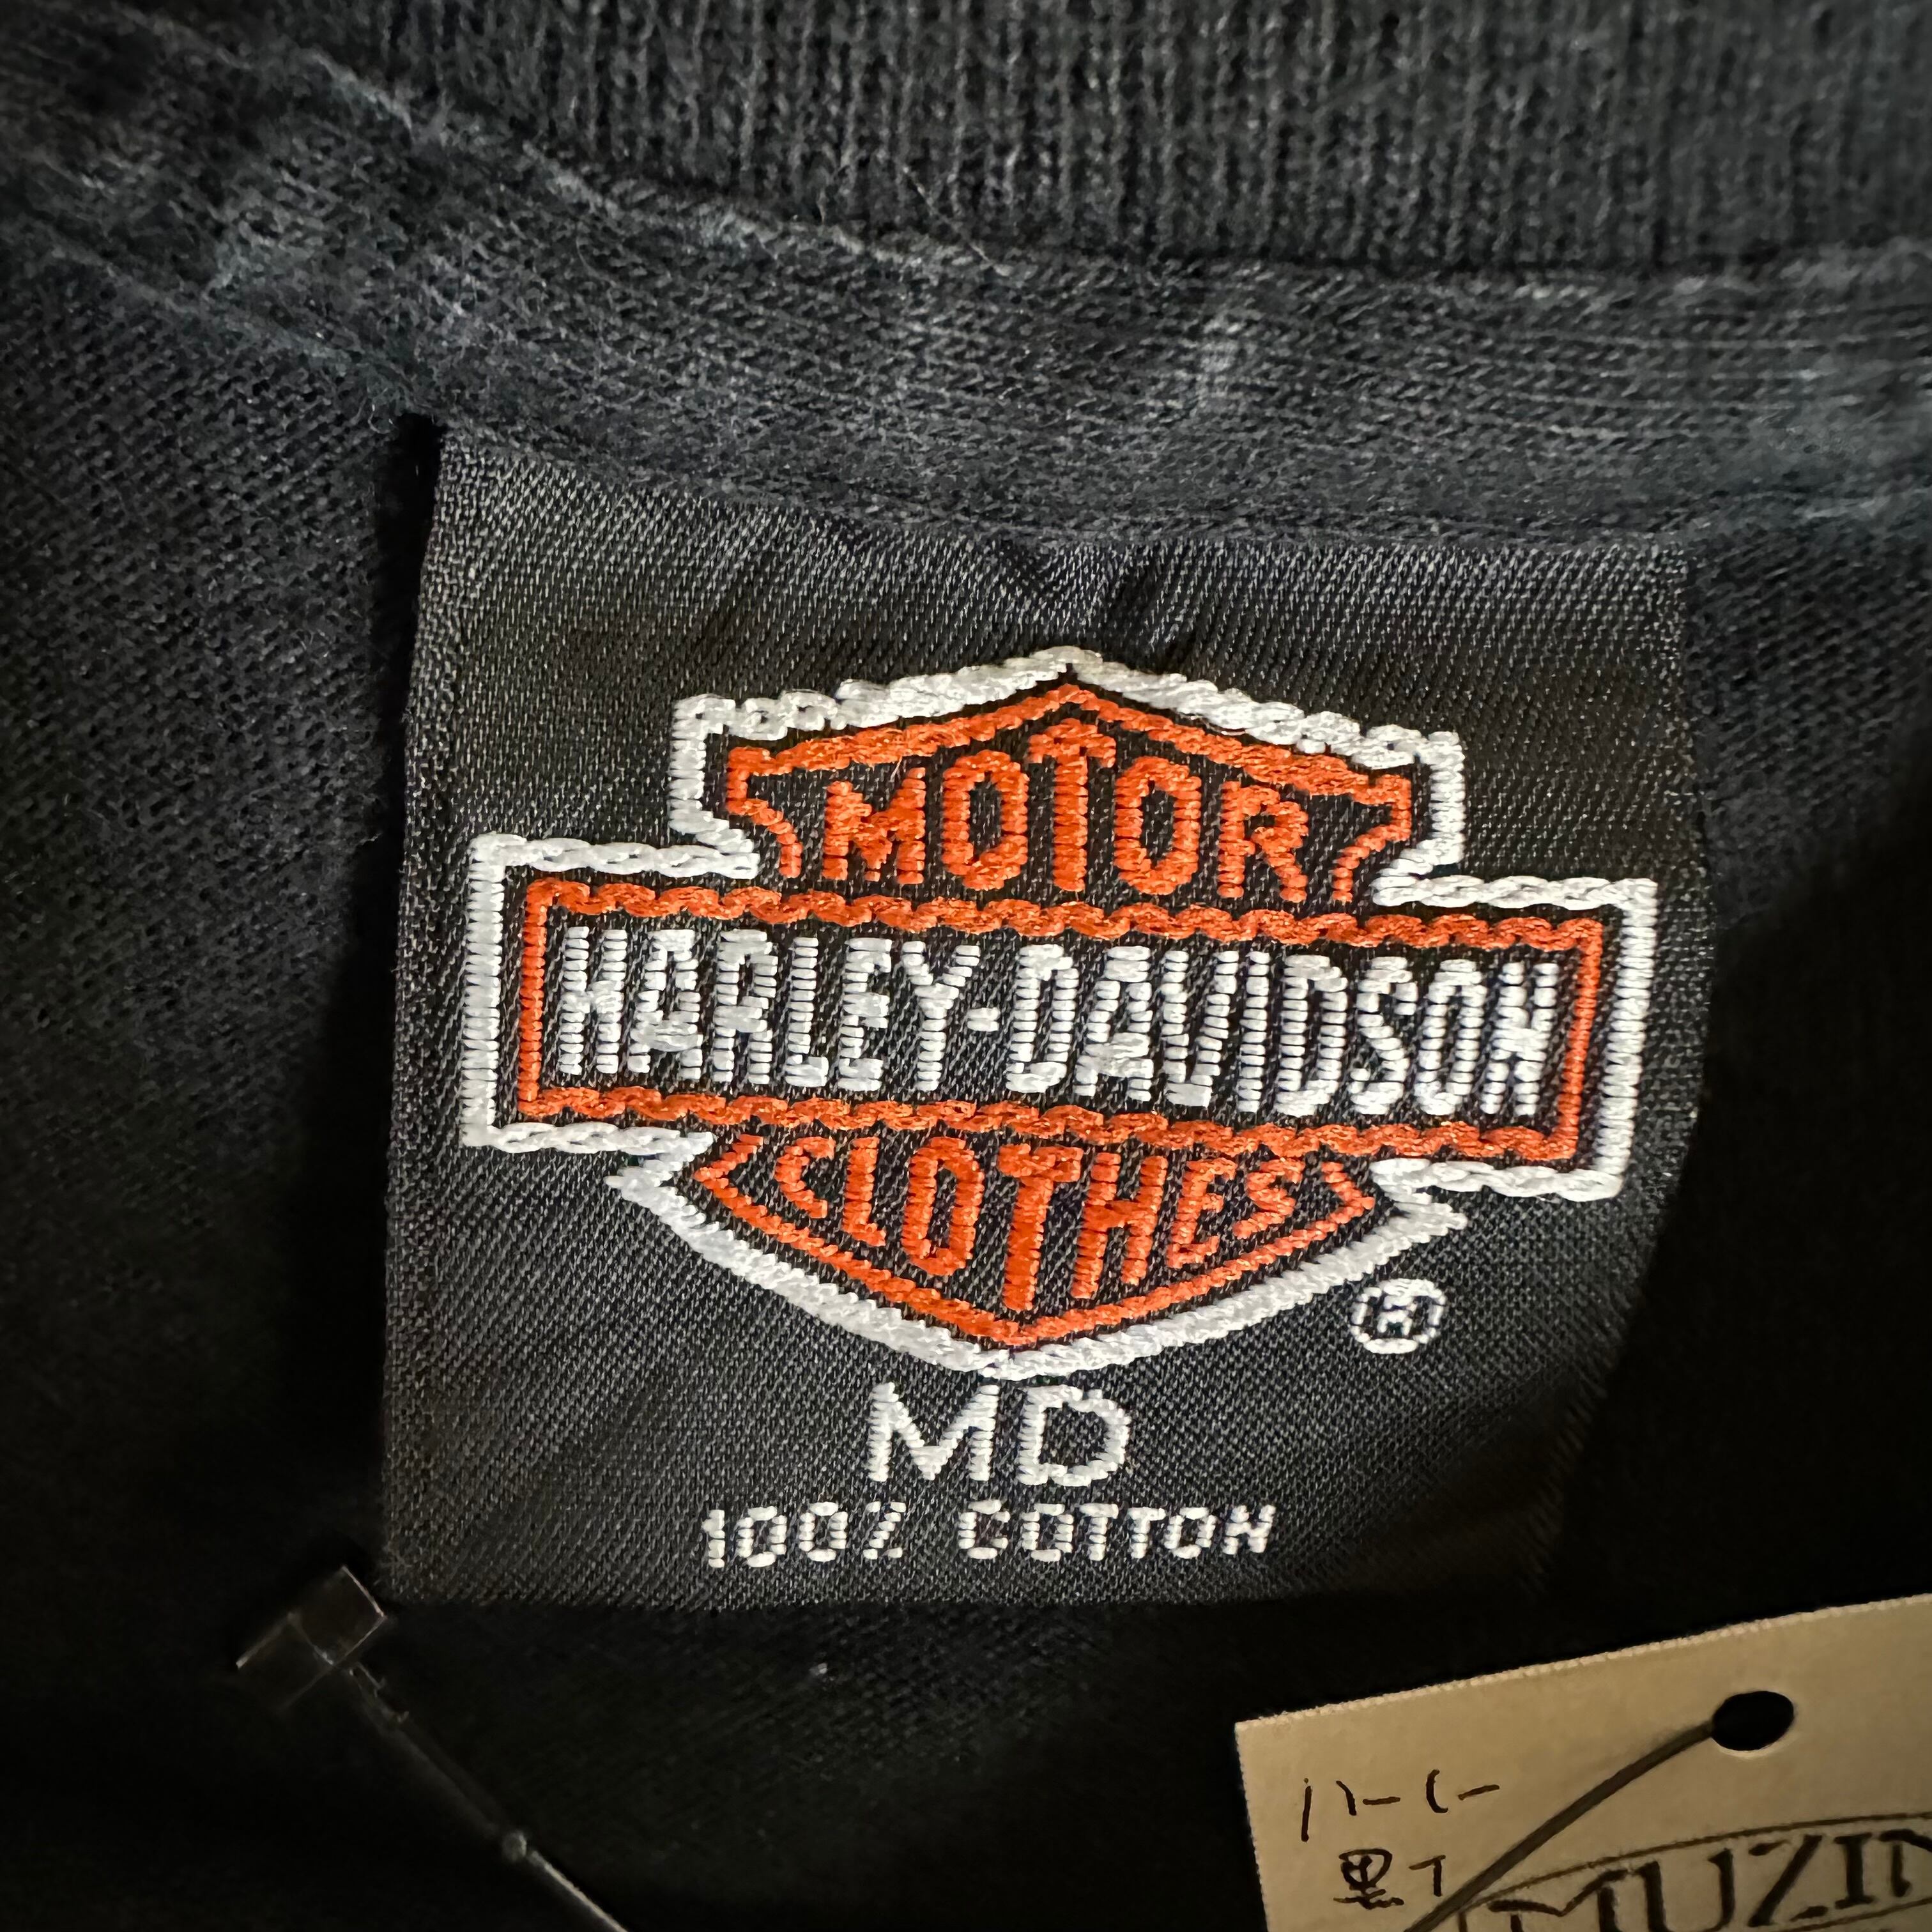 MOTOR
HARLEY-DAVIDSON
CLOTHES
®
MD
100% COTTON
ハーレー
黒T